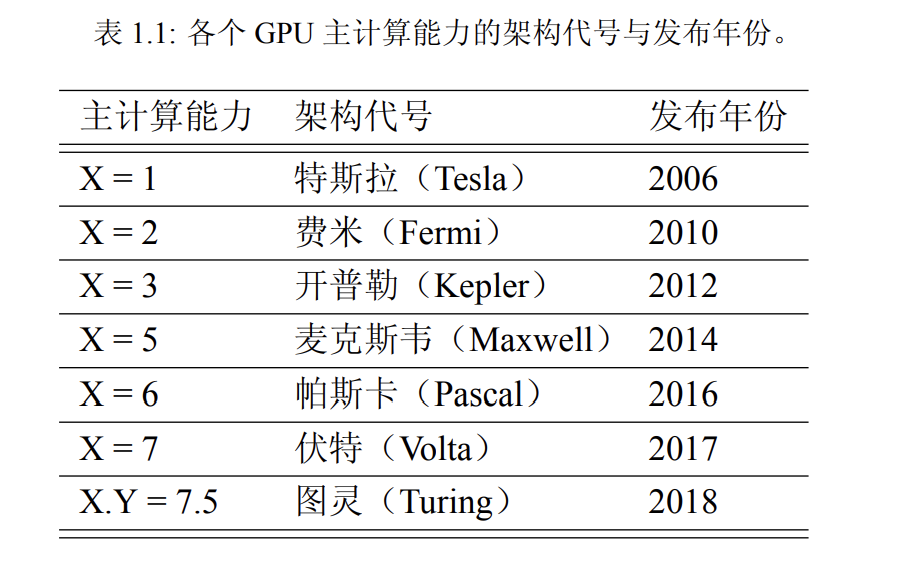 表 1.1: 各个 GPU 主计算能力的架构代号与发布年份。
主计算能力 架构代号 发布年份
X = 1 特斯拉（Tesla） 2006
X = 2 费米（Fermi） 2010
X = 3 开普勒（Kepler） 2012
X = 5 麦克斯韦（Maxwell） 2014
X = 6 帕斯卡（Pascal） 2016
X = 7 伏特（Volta） 2017
X.Y = 7.5 图灵（Turing） 2018